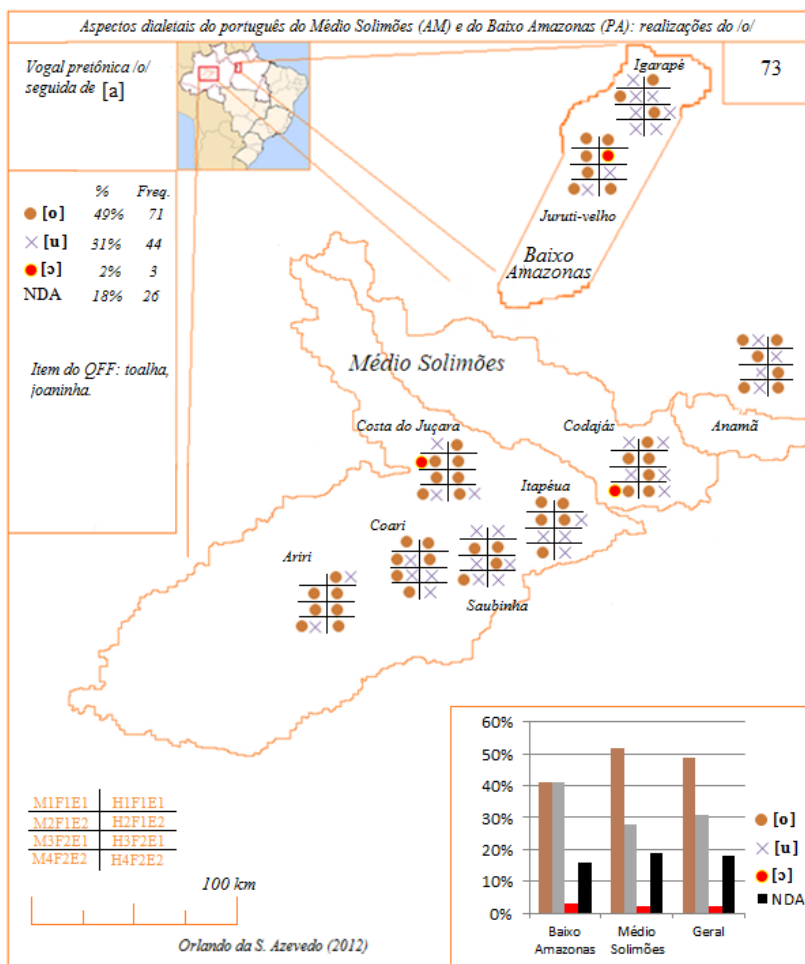 Aspectos dialetais do português do Médio Solimões (AM) e do Baixo Amazonas (PA): realizações do /o/
Vogal pretônica /o/
seguida de [a]
73
% Freq.
[o] 49% 71
[u] 31% 44
[ɔ] 2% 3
NDA 18% 26
Item do QFF: toalha,
joaninha.
Igarapé
Juruti-velho
Baixo
Amazonas
Médio Solimões
Anamã
Costa do Juçara
Codajás
Itapéua
Coari
Ariri
Saubinha
M1F1E1 H1F1E1
M2F1E2 H2F1E2
M3F2E1 H3F2E1
M4F2E2 H4F2E2
100 km
Orlando da S. Azevedo (2012)
60%
50%
40%
30%
20%
10%
0%
Baixo
Amazonas
Médio
Solimões
Geral
[o]
[u]
[ɔ]
NDA